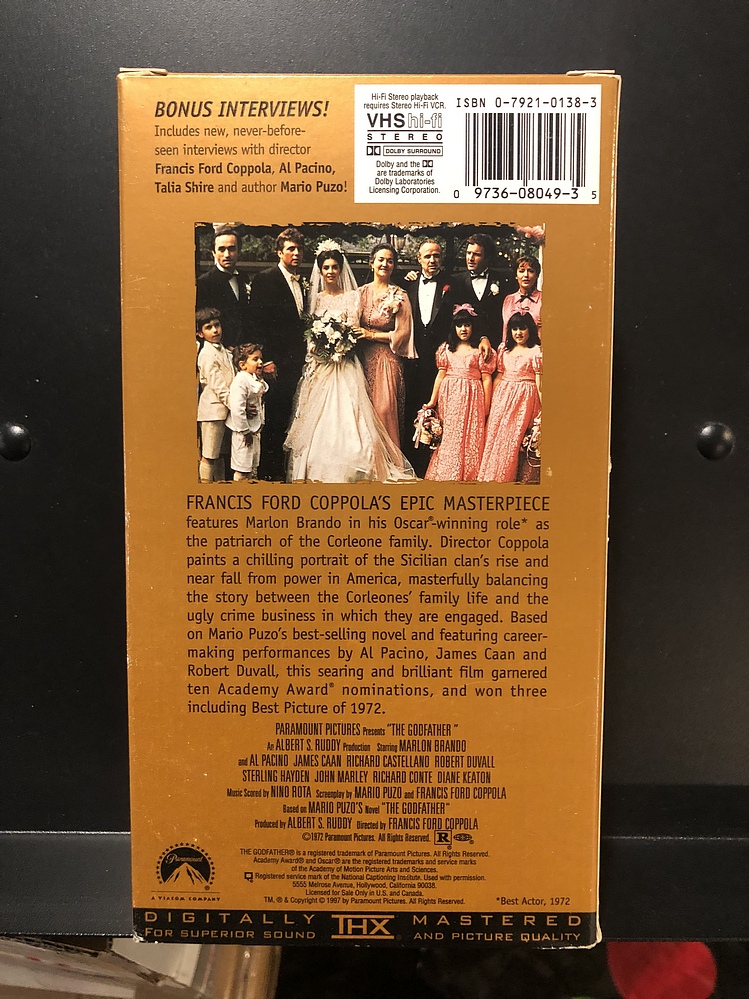 BONUS INTERVIEWS!
Includes new, never-before-
seen interviews with director
Francis Ford Coppola, Al Pacino,
Talia Shire and author Mario Puzo!
Hi-Fi Stereo playback
requires Stereo Hi-Fi VCR.
VHS hi-fi
STEREO
DOLBY SURROUND
Dolby and the
are trademarks of
Dolby Laboratories
Licensing Corporation.
ISBN 0-7921-0138-3
0 9736-08049-3 5
FRANCIS FORD COPPOLA'S EPIC MASTERPIECE
features Marlon Brando in his Oscar®-winning role* as
the patriarch of the Corleone family. Director Coppola
paints a chilling portrait of the Sicilian clan's rise and
near fall from power in America, masterfully balancing
the story between the Corleones' family life and the
ugly crime business in which they are engaged. Based
on Mario Puzo's best-selling novel and featuring career-
making performances by Al Pacino, James Caan and
Robert Duvall, this searing and brilliant film garnered
ten Academy Award® nominations, and won three
including Best Picture of 1972.
PARAMOUNT PICTURES Presents "THE GODFATHER"
An ALBERT S. RUDDY Production Starring MARLON BRANDO
and AL PACINO JAMES CAAN RICHARD CASTELLANO ROBERT DUVALL
STERLING HAYDEN JOHN MARLEY RICHARD CONTE DIANE KEATON
Music Scored by NINO ROTA Screenplay by MARIO PUZO and FRANCIS FORD COPPOLA
Based on MARIO PUZO'S Novel "THE GODFATHER"
Produced by ALBERT S. RUDDY Directed by FRANCIS FORD COPPOLA
©1972 Paramount Pictures. All Rights Reserved. R
THE GODFATHER® is a registered trademark of Paramount Pictures. All Rights Reserved.
Academy Award® and Oscar® are the registered trademarks and service marks
of the Academy of Motion Picture Arts and Sciences.
Registered service mark of the National Captioning Institute. Used with permission.
5555 Melrose Avenue, Hollywood, California 90038.
Licensed for Sale Only in U.S. and Canada.
TM, ® & Copyright © 1997 by Paramount Pictures. All Rights Reserved.
*Best Actor, 1972
Paramount
A VIACOM COMPANY
DIGITALLY THX MASTERED
FOR SUPERIOR SOUND AND PICTURE QUALITY